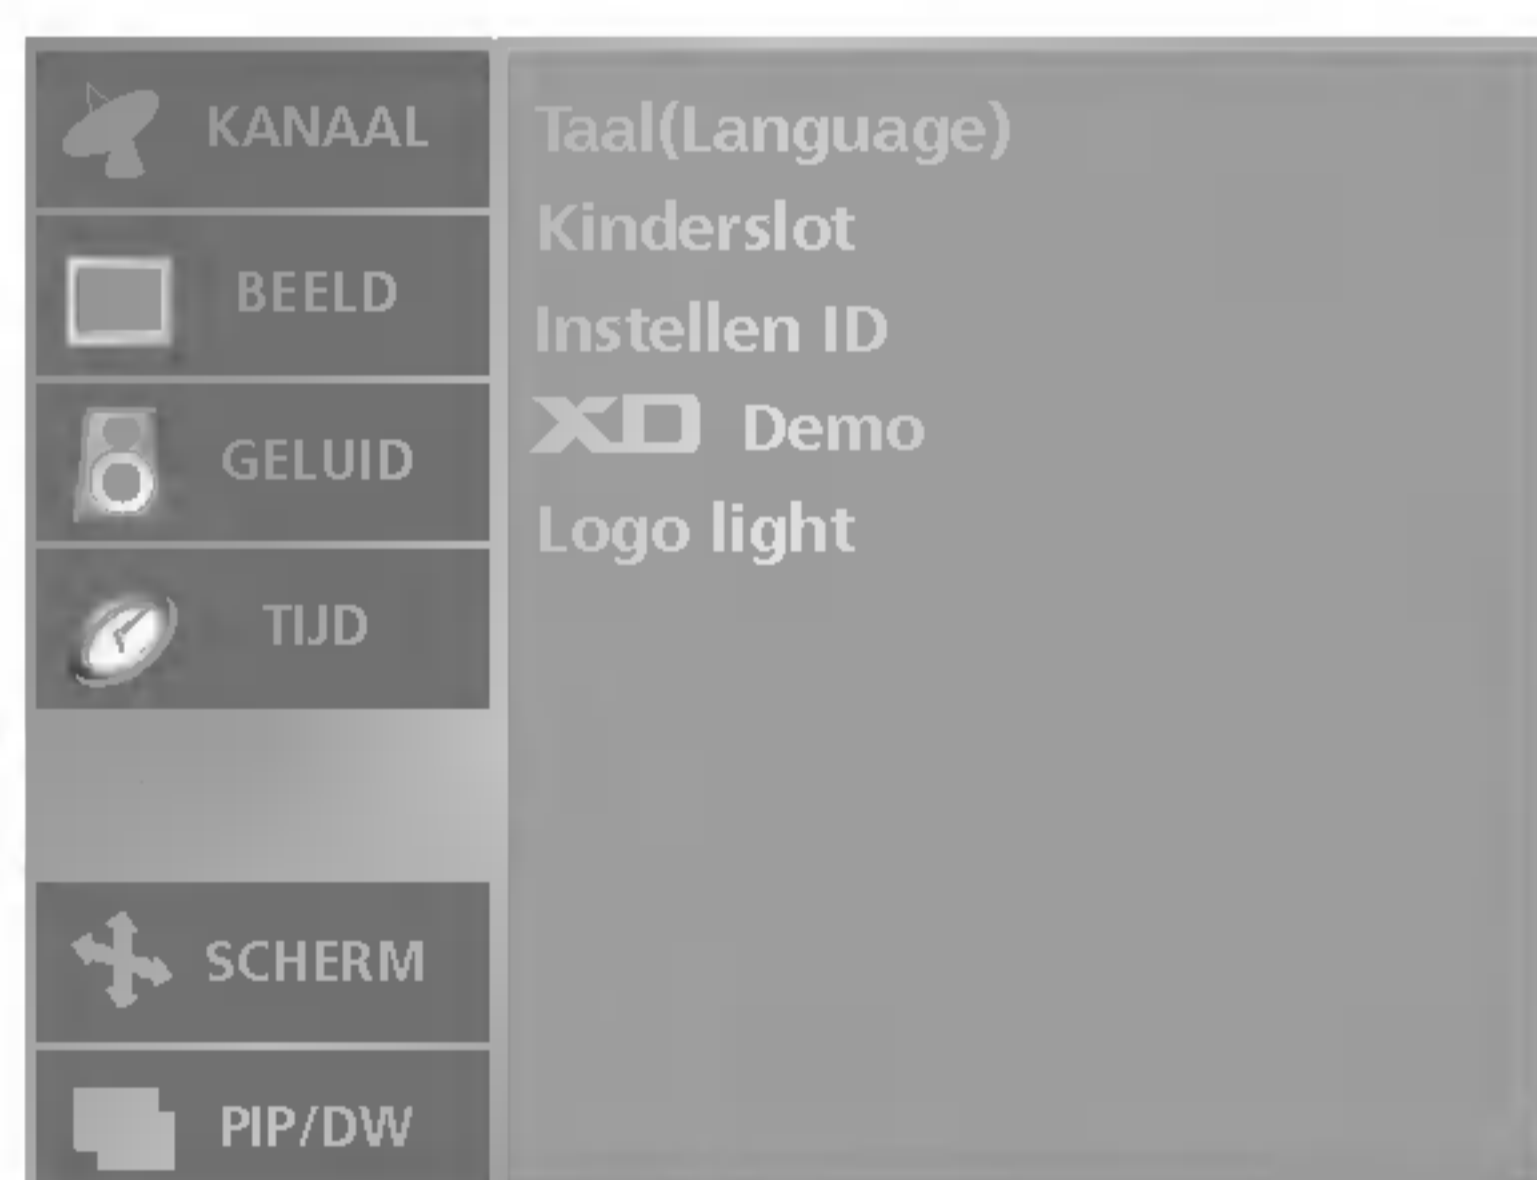 KANAAL
BEELD
GELUID
TIJD
SCHERM
PIP/DW
Taal(Language)
Kinderslot
Instellen ID
XD Demo
Logo light